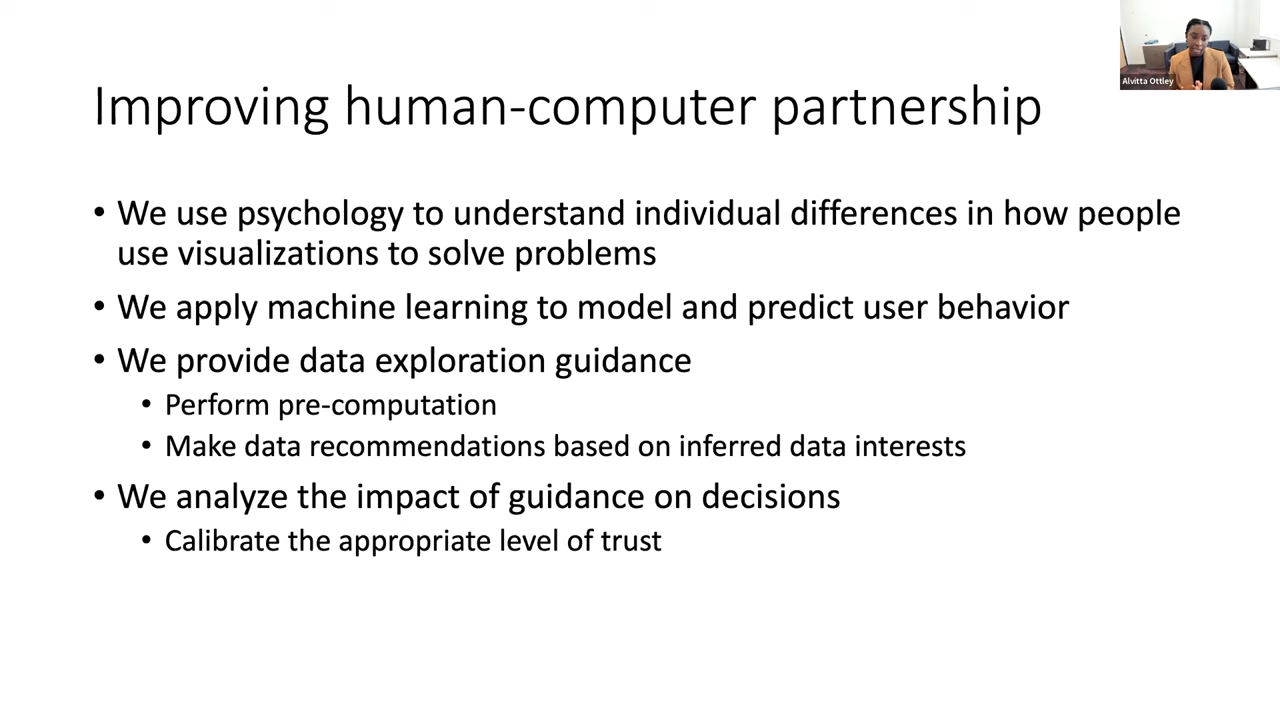 Alvitta Ottley
Improving human-computer partnership
• We use psychology to understand individual differences in how people
use visualizations to solve problems
• We apply machine learning to model and predict user behavior
• We provide data exploration guidance
• Perform pre-computation
• Make data recommendations based on inferred data interests
• We analyze the impact of guidance on decisions
• Calibrate the appropriate level of trust